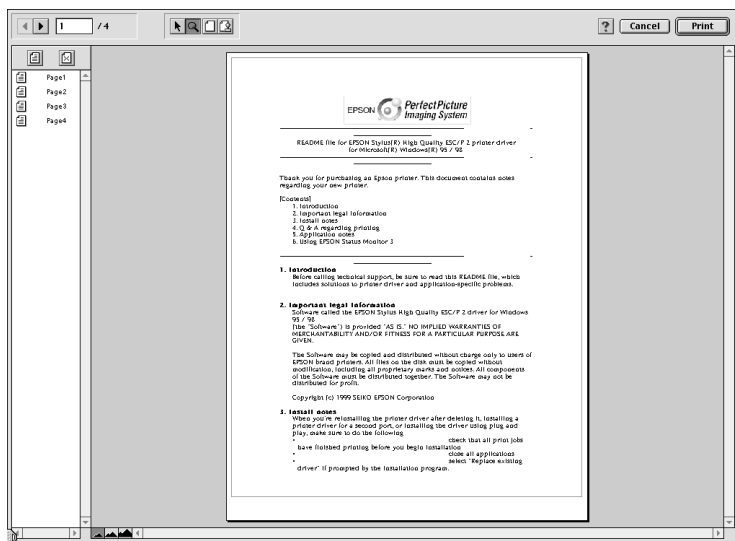 1 / 4
? Cancel Print
Page1
Page2
Page3
Page4
EPSON PerfectPicture
Imaging System
README file for EPSON Stylus(R) High Quality ESC/P 2 printer driver
for Microsoft(R) Windows(R) 95 / 98
Thank you for purchasing an Epson printer. This document contains notes
regarding your new printer.
[Contents]
1. Introduction
2. Important legal information
3. Install notes
4. Q & A regarding printing
5. Application notes
6. Using EPSON Status Monitor 3
1. Introduction
Before calling technical support, be sure to read this README file, which
includes solutions to printer driver and application-specific problems.
2. Important legal information
Software called the EPSON Stylus High Quality ESC/P 2 driver for Windows
95 / 98
(the "Software") is provided "AS IS." NO IMPLIED WARRANTIES OF
MERCHANTABILITY AND/OR FITNESS FOR A PARTICULAR PURPOSE ARE
GIVEN.
The Software may be copied and distributed without charge only to users of
EPSON brand printers. All files on the disk must be copied without
modification, including all proprietary marks and notices. All components
of the Software must be distributed together. The Software may not be
distributed for profit.
Copyright (c) 1999 SEIKO EPSON Corporation
3. Install notes
When you're reinstalling the printer driver after deleting it, installing a
printer driver for a second port, or installing the driver using plug and
play, make sure to do the following
• check that all print jobs
have finished printing before you begin installation
• close all applications
• select "Replace existing
driver" if prompted by the installation program.